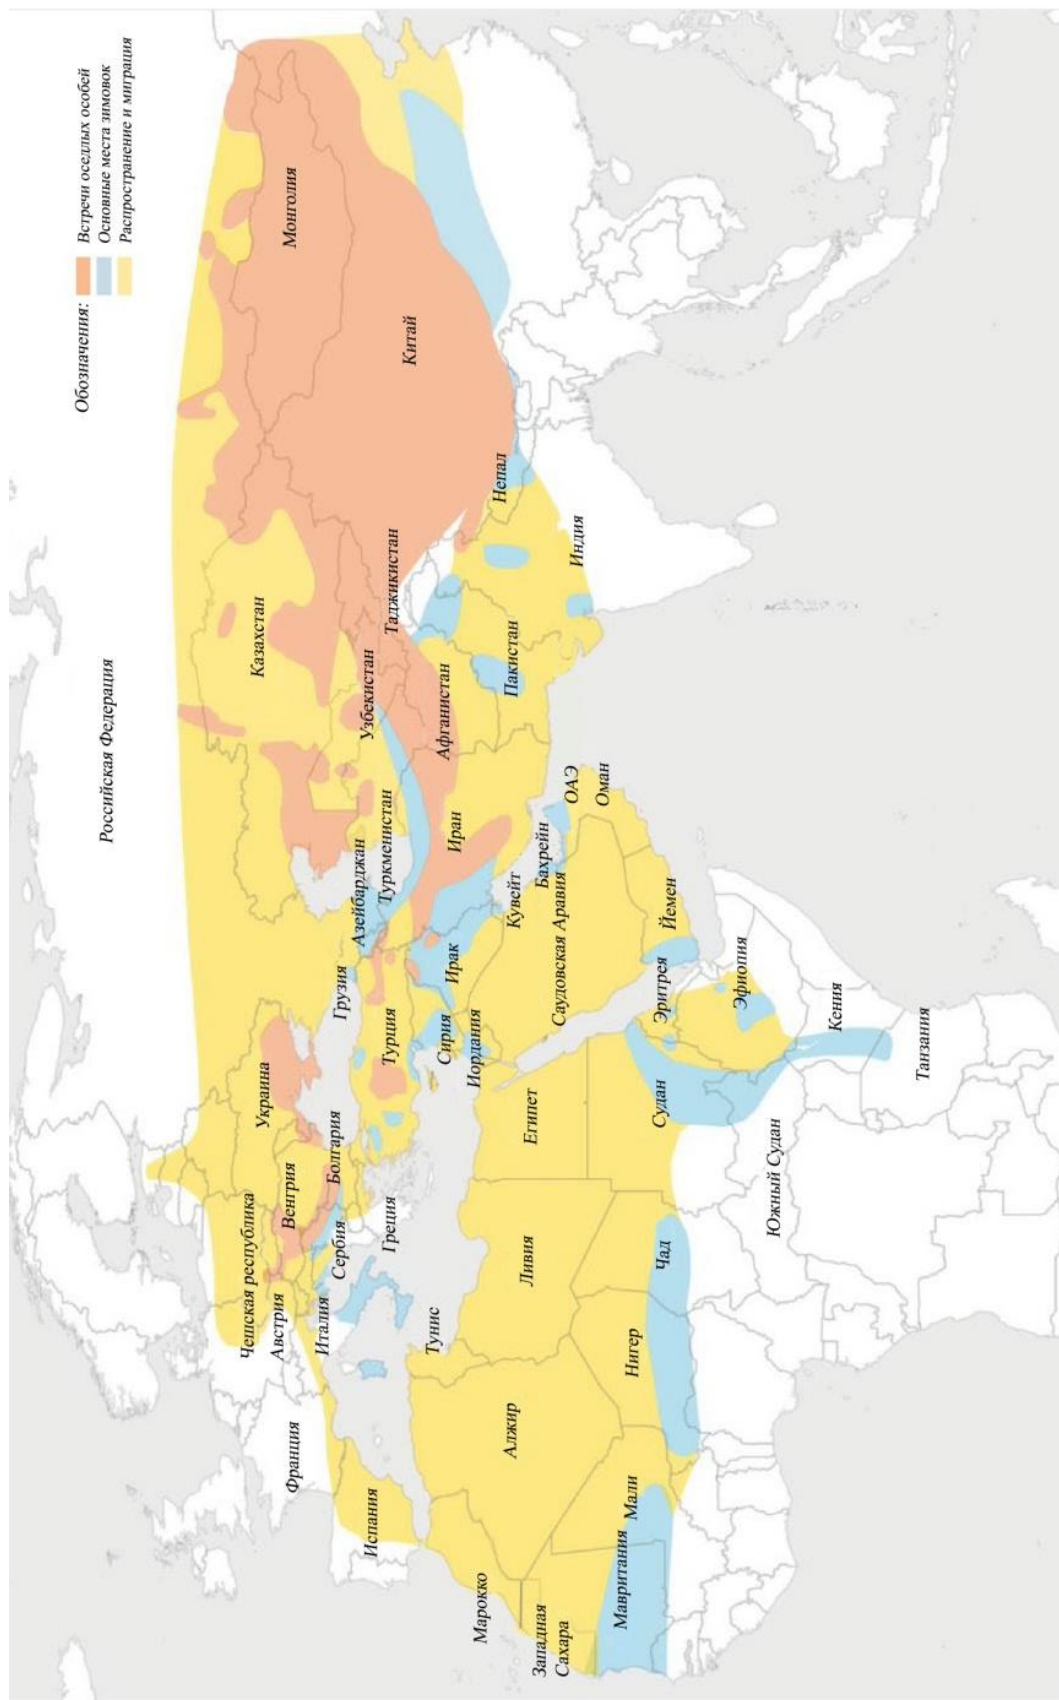 Обозначения:
Встречи оседлых особей
Основные места зимовок
Распространение и миграция
Российская Федерация
Чешская республика
Австрия
Венгрия
Украина
Казахстан
Монголия
Франция
Италия
Сербия
Болгария
Грузия
Азейбарджан
Туркменистан
Узбекистан
Таджикистан
Китай
Испания
Греция
Турция
Тунис
Сирия
Ирак
Иран
Афганистан
Марокко
Иордания
Кувейт
Бахрейн
Пакистан
Непал
Индия
Алжир
Ливия
Египет
Саудовская Аравия
ОАЭ
Оман
Западная
Сахара
Мавритания
Мали
Нигер
Чад
Судан
Эритрея
Йемен
Эфиопия
Южный Судан
Кения
Танзания